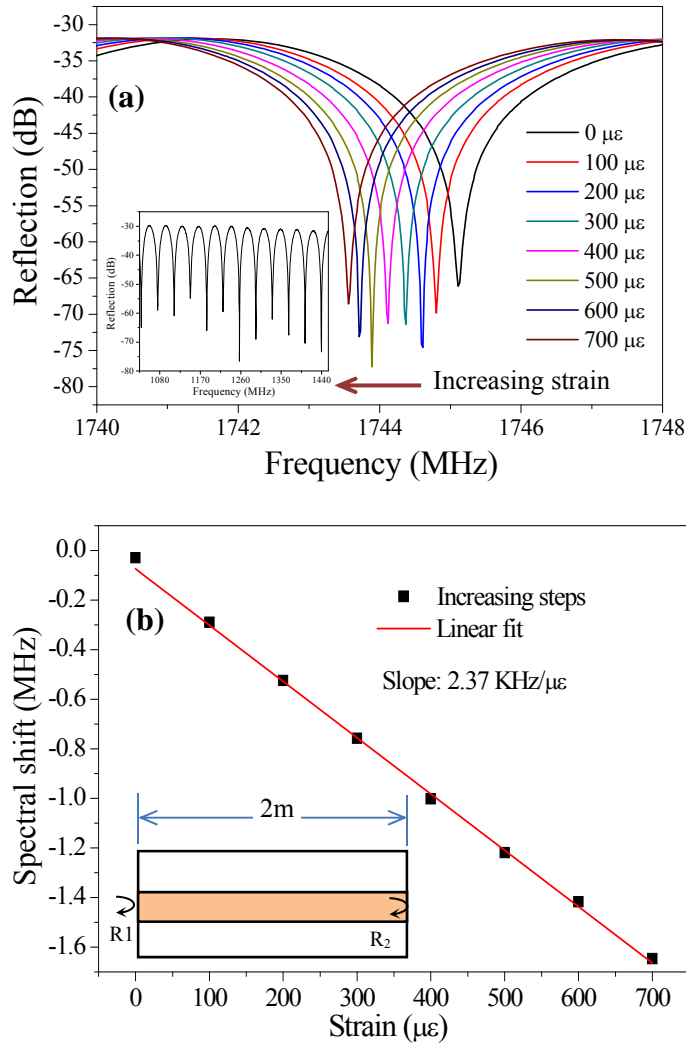 -30
-35
-40
-45
-50
-55
-60
-65
-70
-75
-80
Reflection (dB)
(a)
0 με
100 με
200 με
300 με
400 με
500 με
600 με
700 με
-20
-30
-40
-50
-60
-70
-80
Reflection (dB)
1080 1170 1260 1350 1440
Frequency (MHz)
Increasing strain
1740 1742 1744 1746 1748
Frequency (MHz)
0.0
-0.2
-0.4
-0.6
-0.8
-1.0
-1.2
-1.4
-1.6
Spectral shift (MHz)
(b)
Increasing steps
Linear fit
Slope: 2.37 KHz/με
2m
R1
R2
0 100 200 300 400 500 600 700
Strain (με)